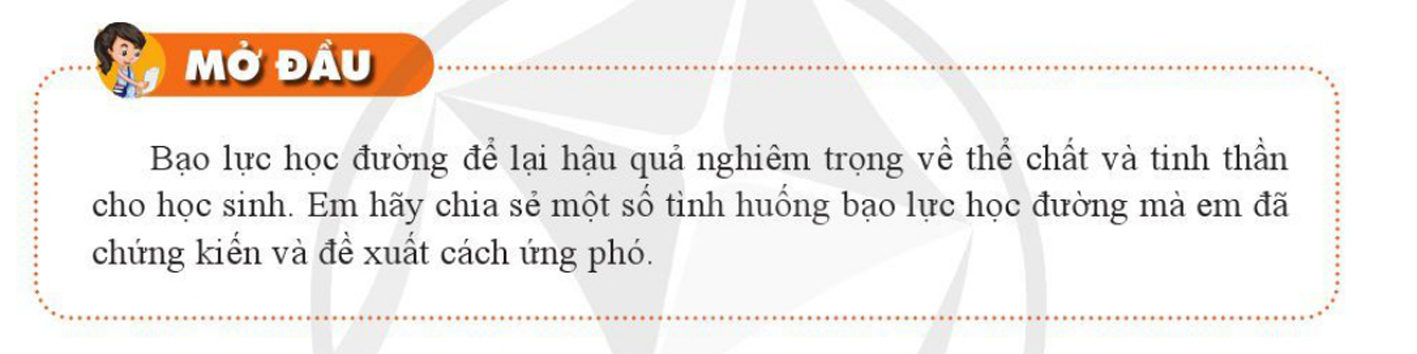 MỞ ĐẦU
Bạo lực học đường để lại hậu quả nghiêm trọng về thể chất và tinh thần
cho học sinh. Em hãy chia sẻ một số tình huống bạo lực học đường mà em đã
chứng kiến và đề xuất cách ứng phó.